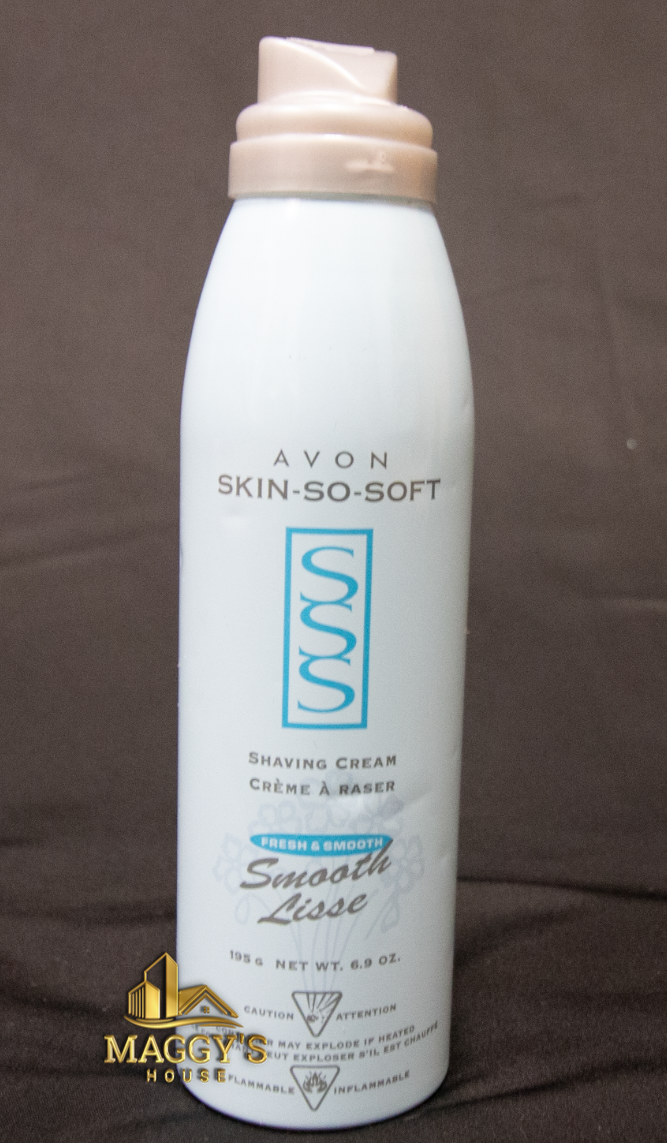 AVON
SKIN-SO-SOFT
SSS
SHAVING CREAM
CRÈME À RASER
FRESH & SMOOTH
Smooth
Lisse
195 G NET WT. 6.9 OZ.
CAUTION ATTENTION
MAY EXPLODE IF HEATED
EXPLOSER S'IL EST CHAUFFÉ
MAGGY'S
HOUSE
FLAMMABLE INFLAMMABLE